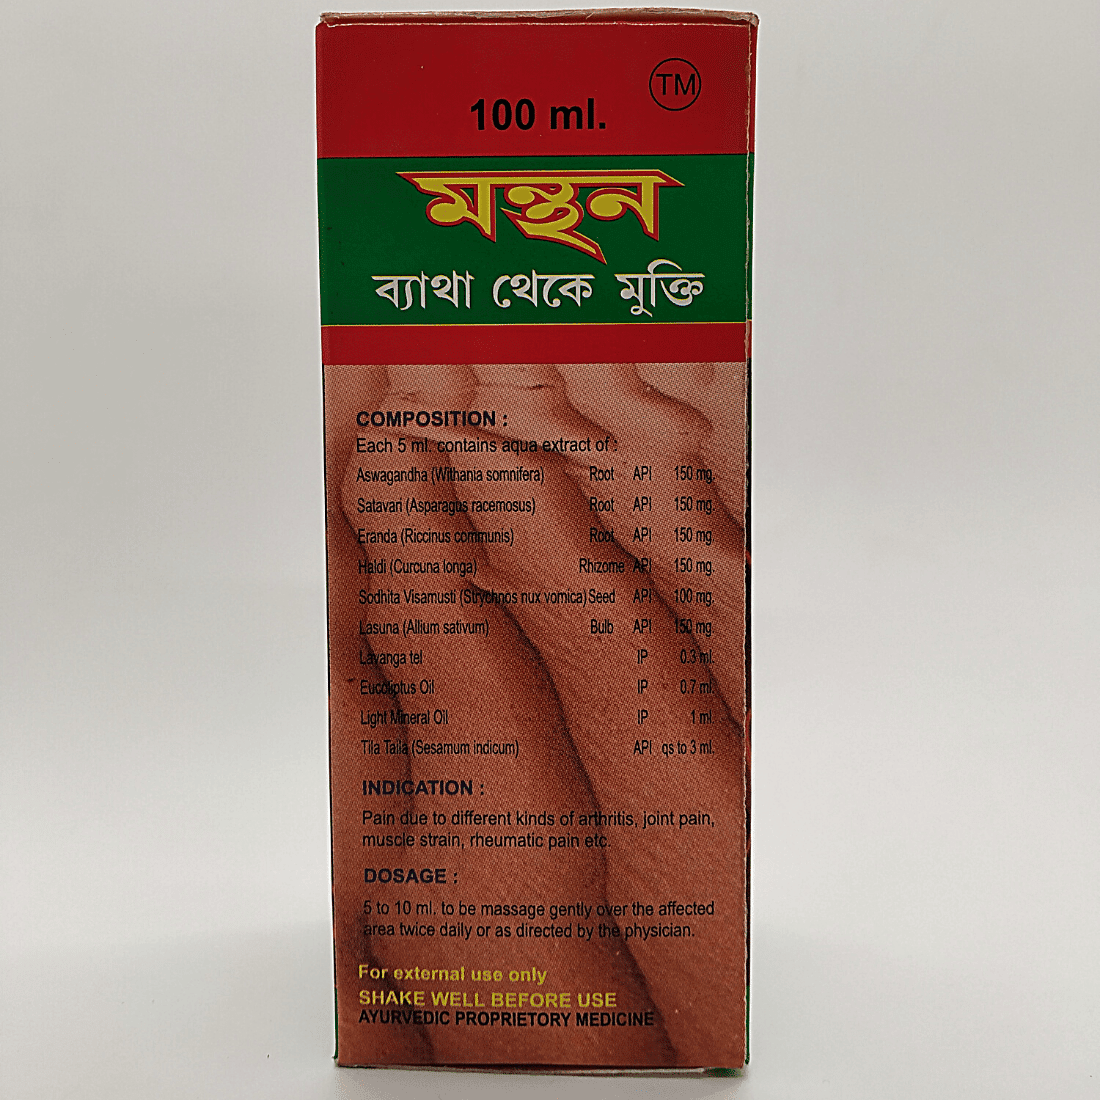 TM
100 ml.
মন্থন
ব্যাথা থেকে মুক্তি
COMPOSITION :
Each 5 ml. contains aqua extract of :
Aswagandha (Withania somnifera) Root API 150 mg.
Satavari (Asparagus racemosus) Root API 150 mg.
Eranda (Riccinus communis) Root API 150 mg.
Haldi (Curcuna longa) Rhizome API 150 mg.
Sodhita Visamusti (Strychnos nux vomica) Seed API 100 mg.
Lasuna (Allium sativum) Bulb API 150 mg.
Lavanga tel IP 0.3 ml.
Eucoliptus Oil IP 0.7 ml.
Light Mineral Oil IP 1 ml.
Tila Taila (Sesamum indicum) API qs to 3 ml.
INDICATION :
Pain due to different kinds of arthritis, joint pain,
muscle strain, rheumatic pain etc.
DOSAGE :
5 to 10 ml. to be massage gently over the affected
area twice daily or as directed by the physician.
For external use only
SHAKE WELL BEFORE USE
AYURVEDIC PROPRIETORY MEDICINE